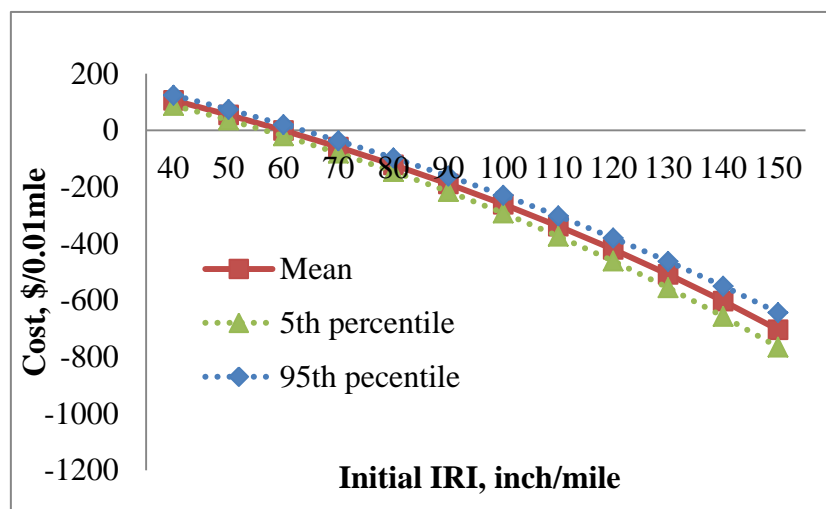 200
0
-200
-400
-600
-800
-1000
-1200
Cost, $/0.01mle
40 50 60 70 80 90 100 110 120 130 140 150
Mean
5th percentile
95th pecentile
Initial IRI, inch/mile